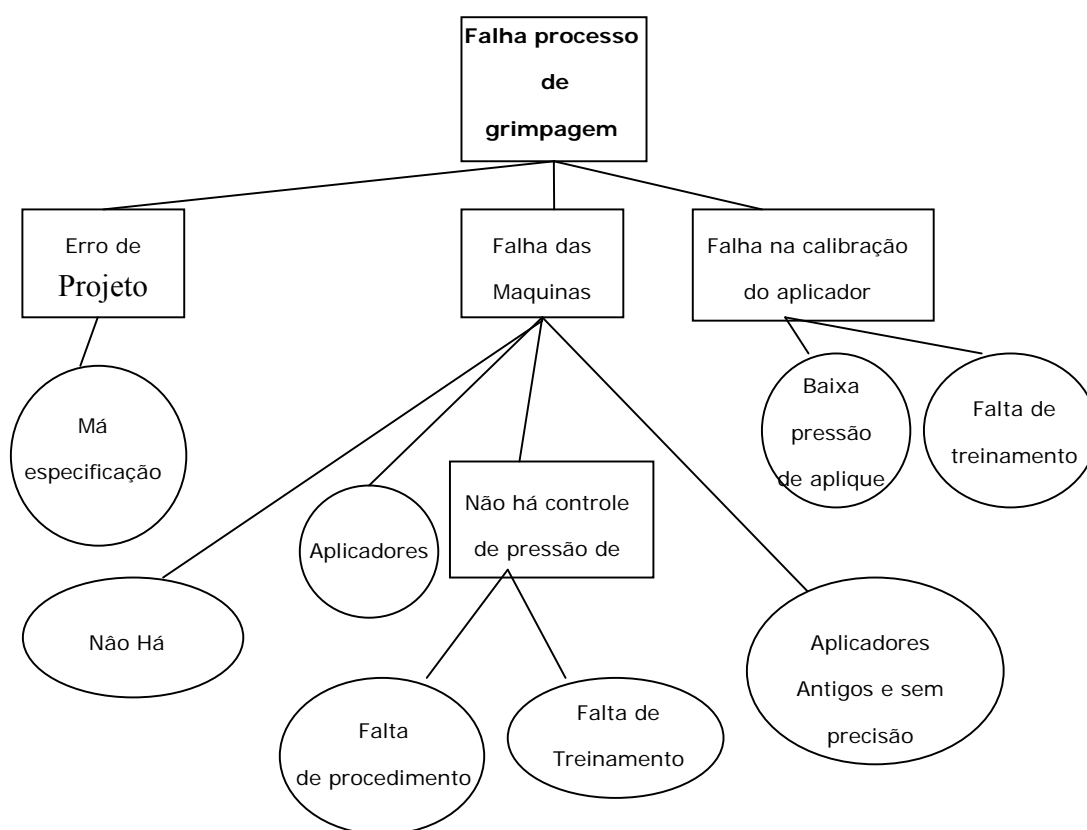 Falha processo
de
grimpagem
Erro de
Projeto
Falha das
Maquinas
Falha na calibração
do aplicador
Má
especificação
Baixa
pressão
de aplique
Falta de
treinamento
Aplicadores
Não há controle
de pressão de
Nâo Há
Aplicadores
Antigos e sem
precisão
Falta
de procedimento
Falta de
Treinamento